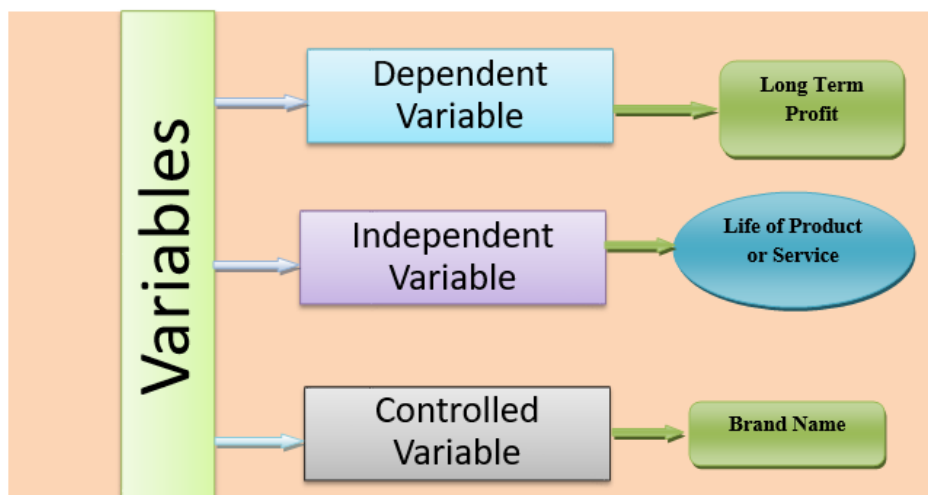 Variables
Dependent
Variable
Long Term
Profit
Independent
Variable
Life of Product
or Service
Controlled
Variable
Brand Name